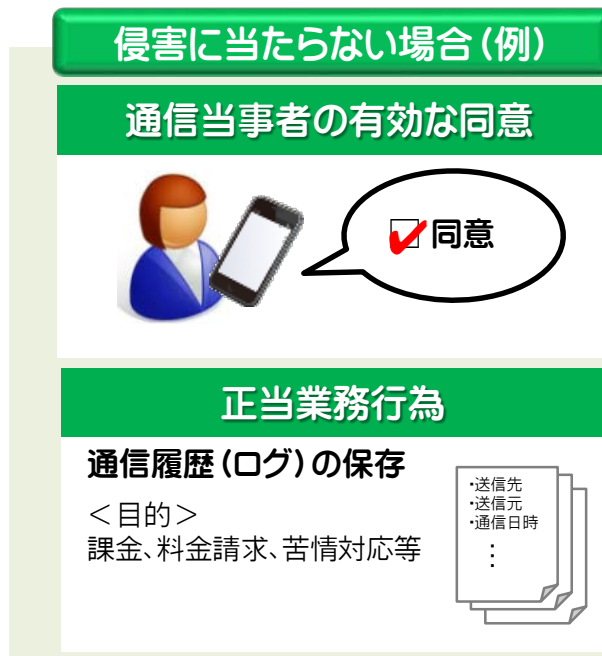 侵害に当たらない場合（例）
通信当事者の有効な同意
同意
正当業務行為
通信履歴（ログ）の保存
＜目的＞
課金、料金請求、苦情対応等
・送信先
・送信元
・通信日時
⋮